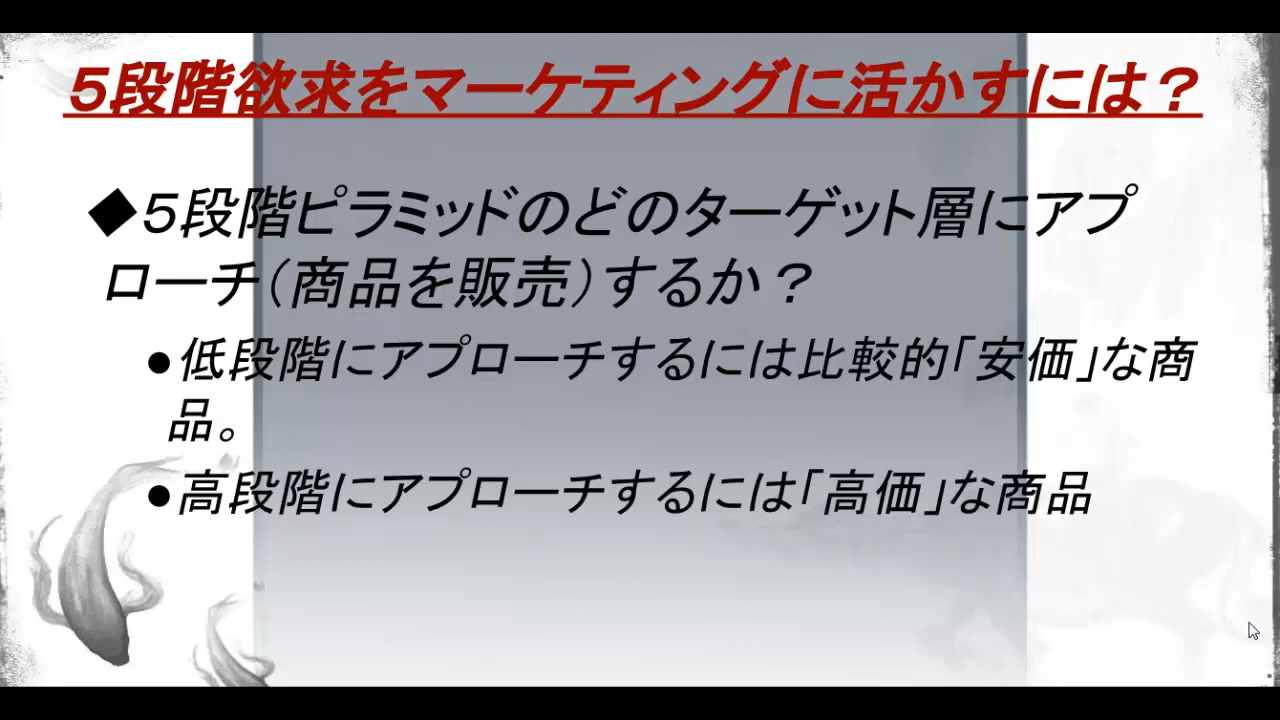 ５段階欲求をマーケティングに活かすには？
◆５段階ピラミッドのどのターゲット層にアプ
ローチ（商品を販売）するか？
●低段階にアプローチするには比較的「安価」な商
品。
●高段階にアプローチするには「高価」な商品